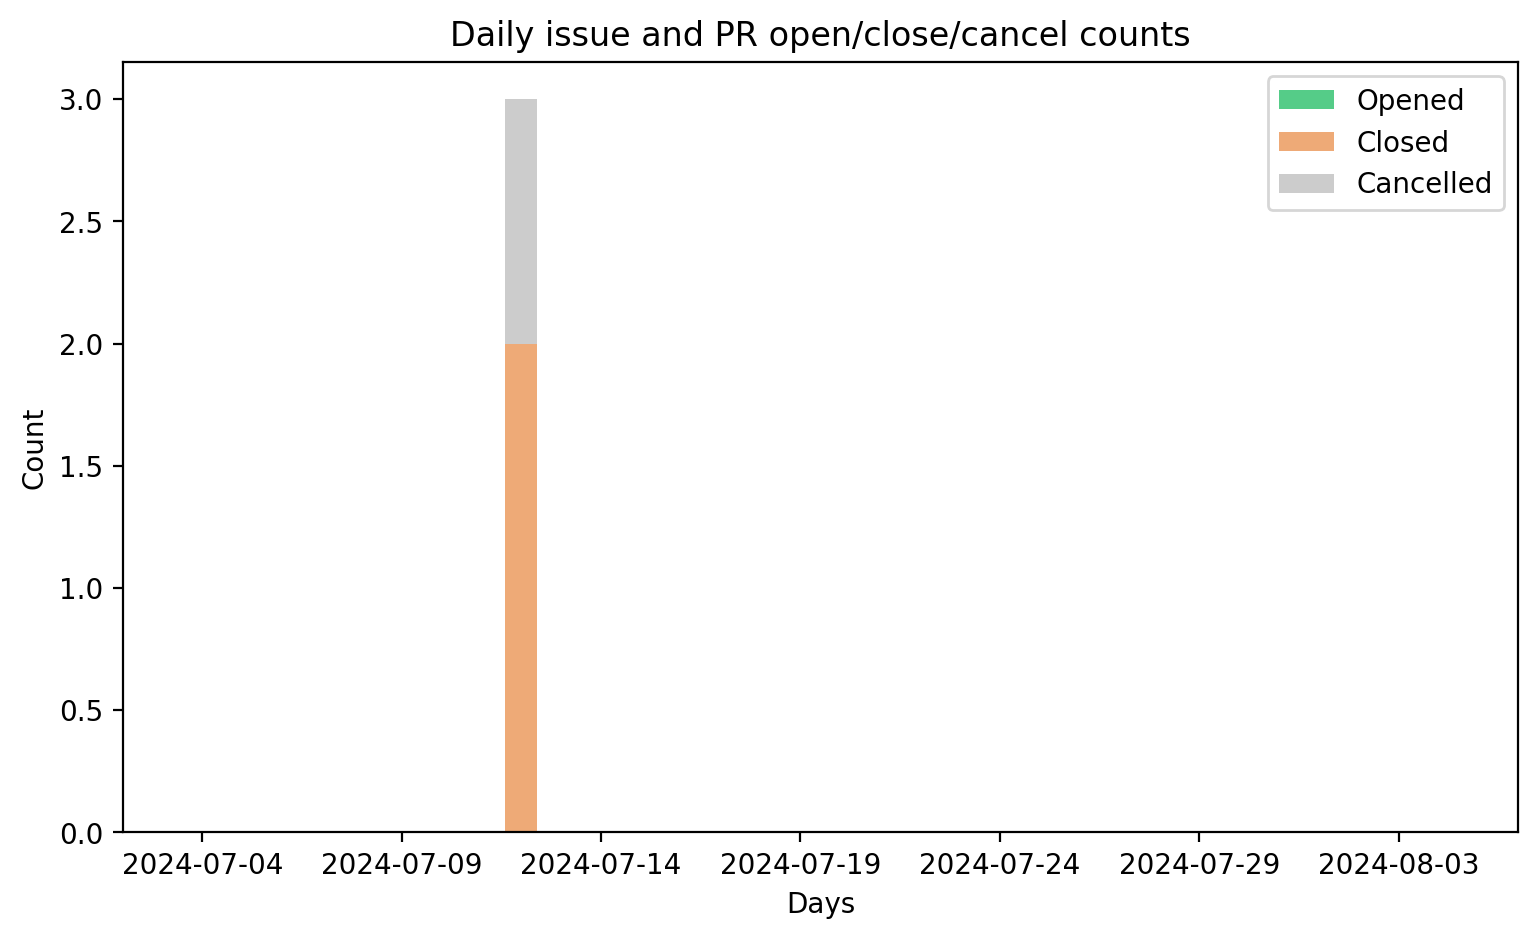 Daily issue and PR open/close/cancel counts
Opened
Closed
Cancelled
3.0
2.5
2.0
1.5
1.0
0.5
0.0
Count
2024-07-04 2024-07-09 2024-07-14 2024-07-19 2024-07-24 2024-07-29 2024-08-03
Days